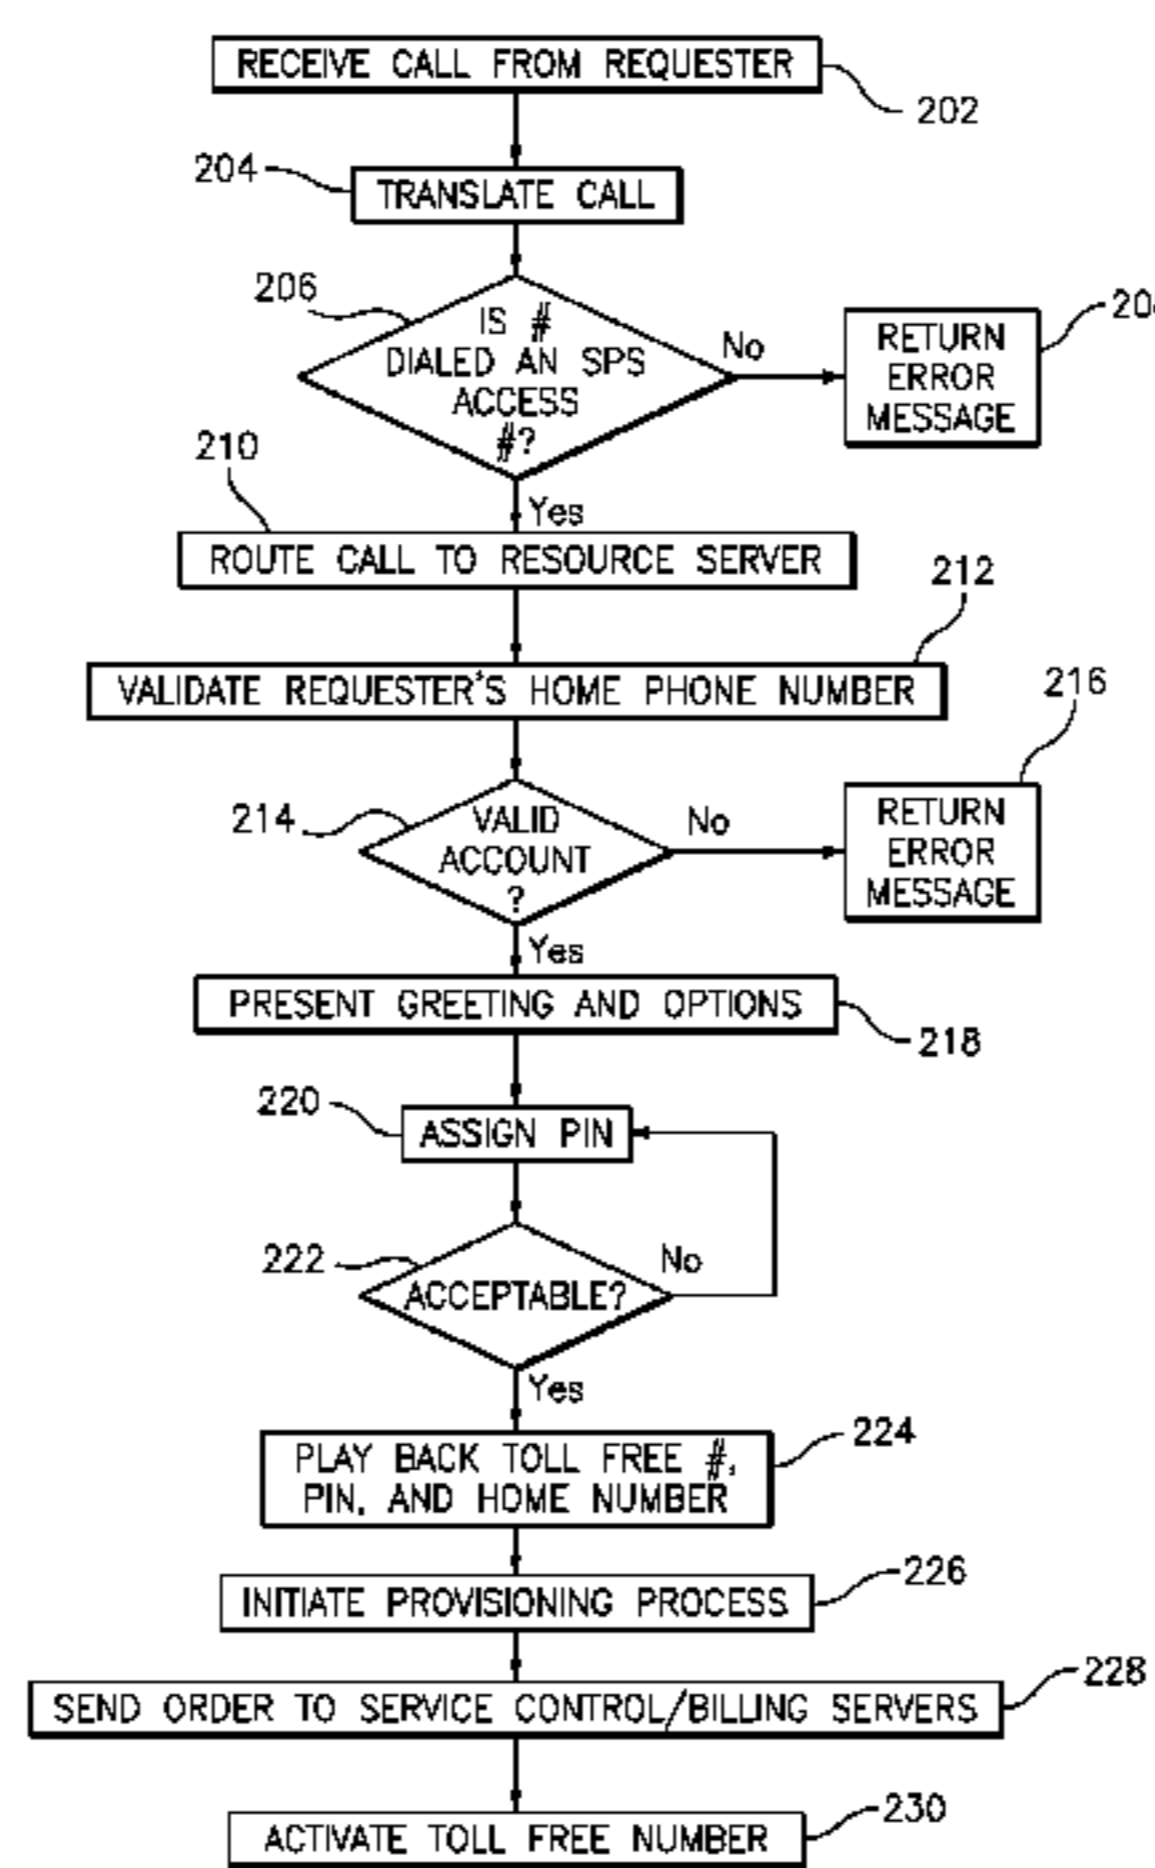 RECEIVE CALL FROM REQUESTER
202
204
TRANSLATE CALL
206
IS #
DIALED AN SPS
ACCESS
#?
No
RETURN
ERROR
MESSAGE
Yes
210
ROUTE CALL TO RESOURCE SERVER
212
VALIDATE REQUESTER'S HOME PHONE NUMBER
214
VALID
ACCOUNT
?
No
216
RETURN
ERROR
MESSAGE
Yes
PRESENT GREETING AND OPTIONS
218
220
ASSIGN PIN
222
ACCEPTABLE?
No
Yes
224
PLAY BACK TOLL FREE #,
PIN, AND HOME NUMBER
226
INITIATE PROVISIONING PROCESS
228
SEND ORDER TO SERVICE CONTROL/BILLING SERVERS
230
ACTIVATE TOLL FREE NUMBER